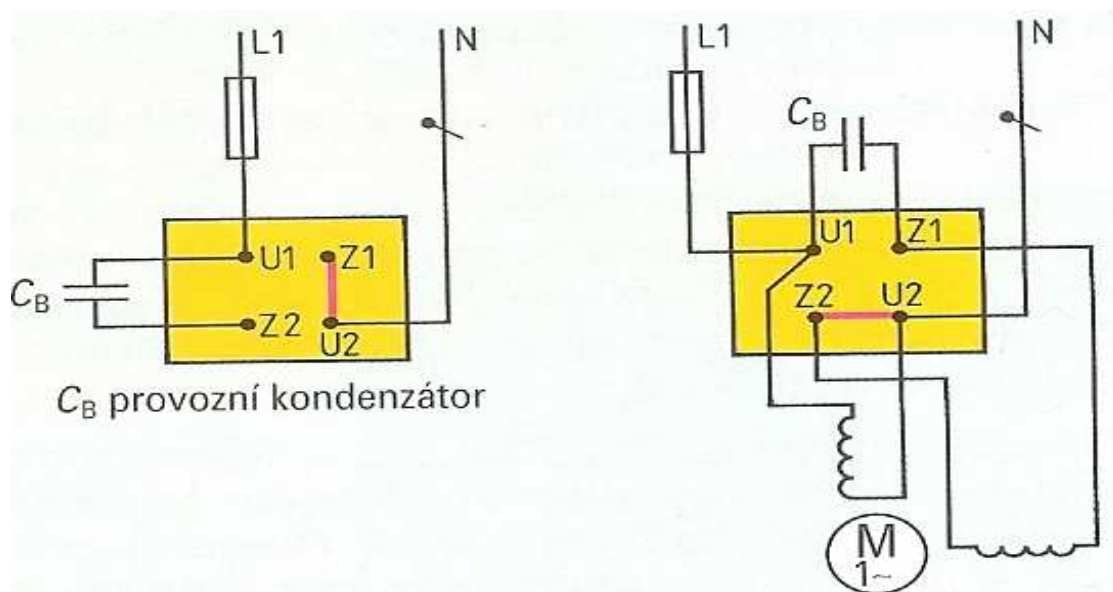 L1
N
U1
Z1
C_B
Z2
U2
C_B provozní kondenzátor
L1
N
C_B
U1
Z1
Z2
U2
M
1~